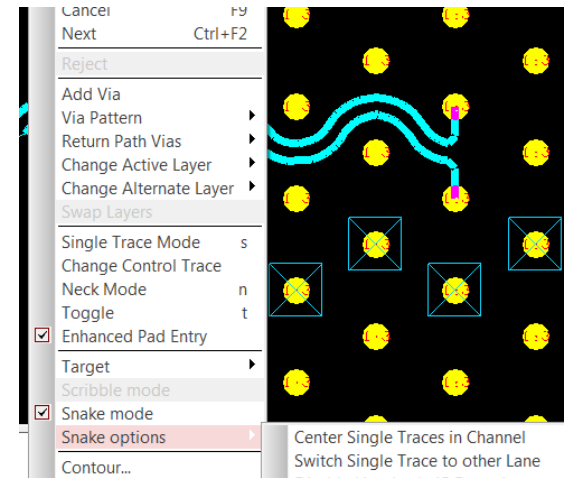 Cancel F9
Next Ctrl+F2
Reject
Add Via
Via Pattern
Return Path Vias
Change Active Layer
Change Alternate Layer
Swap Layers
Single Trace Mode s
Change Control Trace
Neck Mode n
Toggle t
Enhanced Pad Entry
Target
Scribble mode
Snake mode
Snake options
Contour...
Center Single Traces in Channel
Switch Single Trace to other Lane